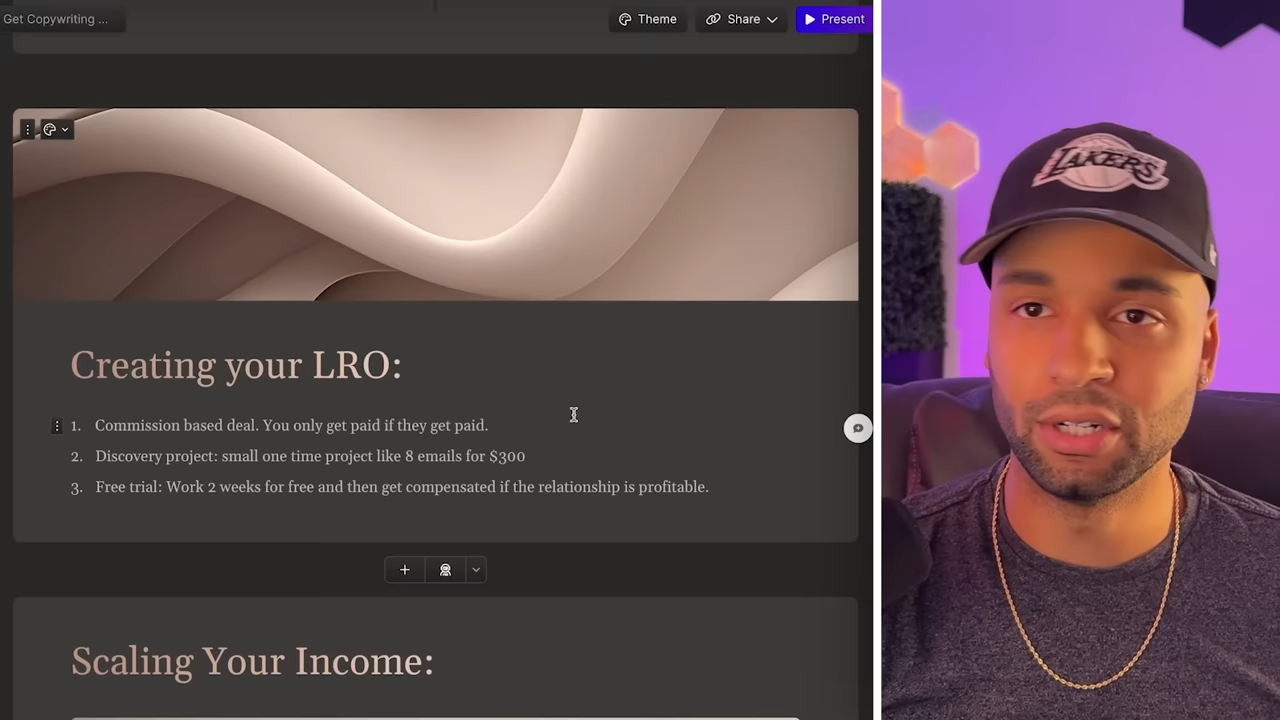 Get Copywriting ...
Theme
Share
Present
Creating your LRO:
1. Commission based deal. You only get paid if they get paid.
2. Discovery project: small one time project like 8 emails for $300
3. Free trial: Work 2 weeks for free and then get compensated if the relationship is profitable.
Scaling Your Income:
LAKERS